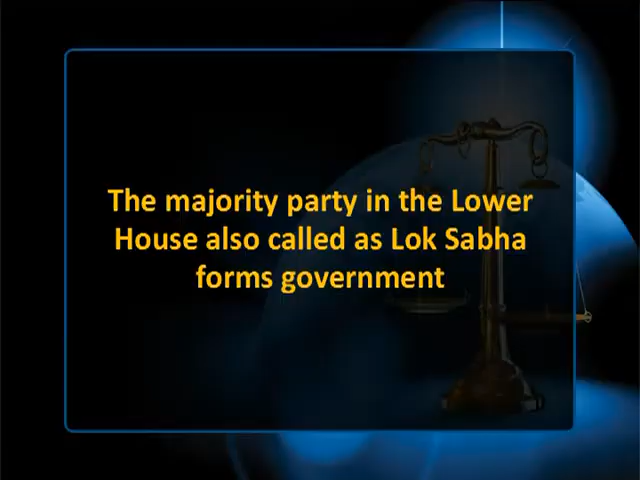 The majority party in the Lower
House also called as Lok Sabha
forms government